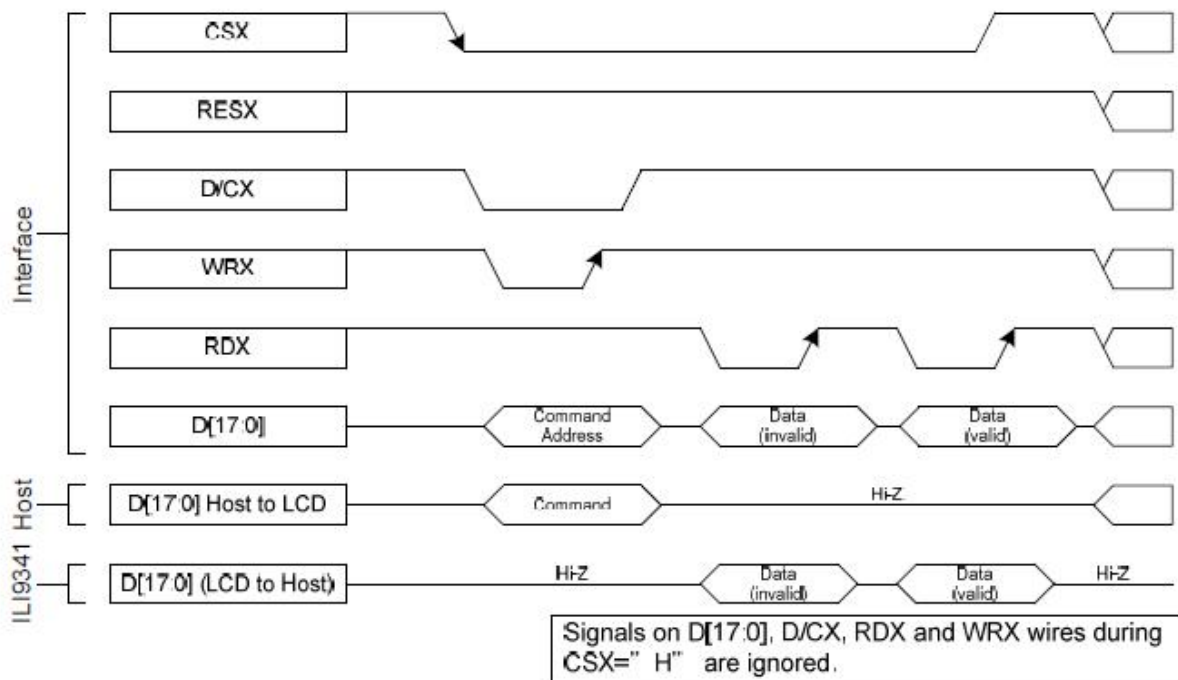 Interface
CSX
RESX
D/CX
WRX
RDX
D[17:0]
Command
Address
Data
(invalid)
Data
(valid)
Host
D[17:0] Host to LCD
Command
Hi-Z
ILI9341
D[17:0] (LCD to Host)
Hi-Z
Data
(invalid)
Data
(valid)
Hi-Z
Signals on D[17:0], D/CX, RDX and WRX wires during
CSX=” H” are ignored.